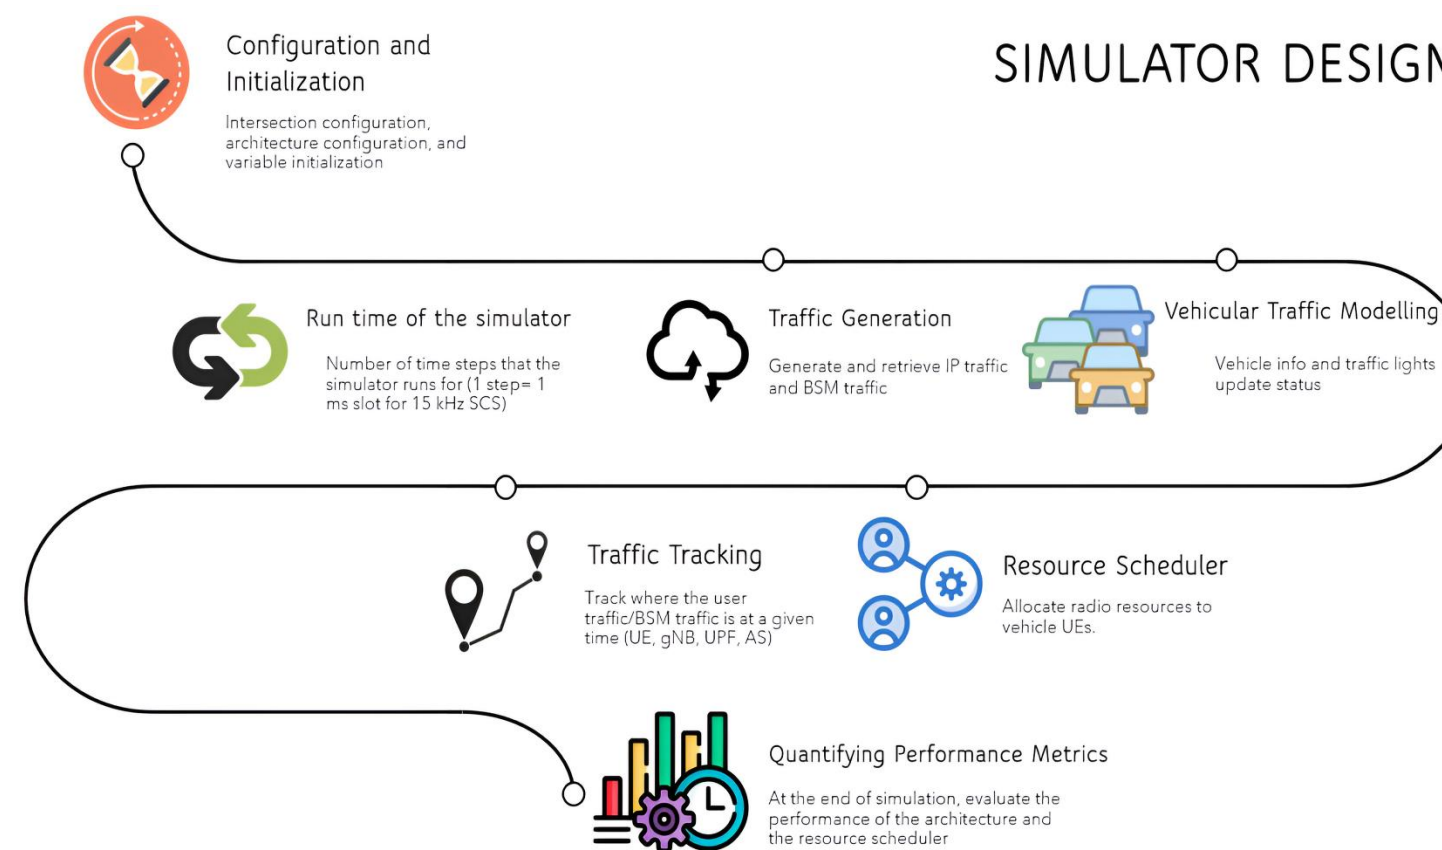 SIMULATOR DESIGN
Configuration and
Initialization
Intersection configuration,
architecture configuration, and
variable initialization
Run time of the simulator
Number of time steps that the
simulator runs for (1 step= 1
ms slot for 15 kHz SCS)
Traffic Generation
Generate and retrieve IP traffic
and BSM traffic
Vehicular Traffic Modelling
Vehicle info and traffic lights
update status
Traffic Tracking
Track where the user
traffic/BSM traffic is at a given
time (UE, gNB, UPF, AS)
Resource Scheduler
Allocate radio resources to
vehicle UEs.
Quantifying Performance Metrics
At the end of simulation, evaluate the
performance of the architecture and
the resource scheduler